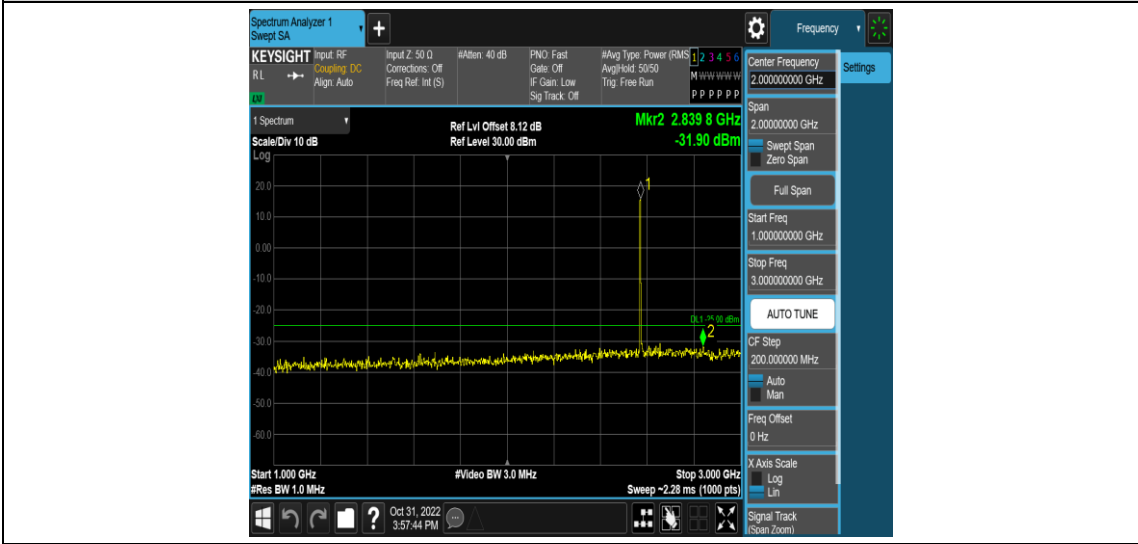 Spectrum Analyzer 1
Swept SA
+
Frequency
KEYSIGHT
RL
LXI
Input: RF
Coupling: DC
Align: Auto
Input Z: 50 Ω
Corrections: Off
Freq Ref: Int (S)
#Atten: 40 dB
PNO: Fast
Gate: Off
IF Gain: Low
Sig Track: Off
#Avg Type: Power (RMS
Avg|Hold: 50/50
Trig: Free Run
1 2 3 4 5 6
M W W W W W
P P P P P P
1 Spectrum
Scale/Div 10 dB
Log
Ref Lvl Offset 8.12 dB
Ref Level 30.00 dBm
Mkr2 2.839 8 GHz
-31.90 dBm
20.0
10.0
0.00
-10.0
-20.0
-30.0
-40.0
-50.0
-60.0
1
DL1 -25.00 dBm
2
Start 1.000 GHz
#Res BW 1.0 MHz
#Video BW 3.0 MHz
Stop 3.000 GHz
Sweep ~2.28 ms (1000 pts)
?
Oct 31, 2022
3:57:44 PM
Center Frequency
2.000000000 GHz
Settings
Span
2.00000000 GHz
Swept Span
Zero Span
Full Span
Start Freq
1.000000000 GHz
Stop Freq
3.000000000 GHz
AUTO TUNE
CF Step
200.000000 MHz
Auto
Man
Freq Offset
0 Hz
X Axis Scale
Log
Lin
Signal Track
(Span Zoom)